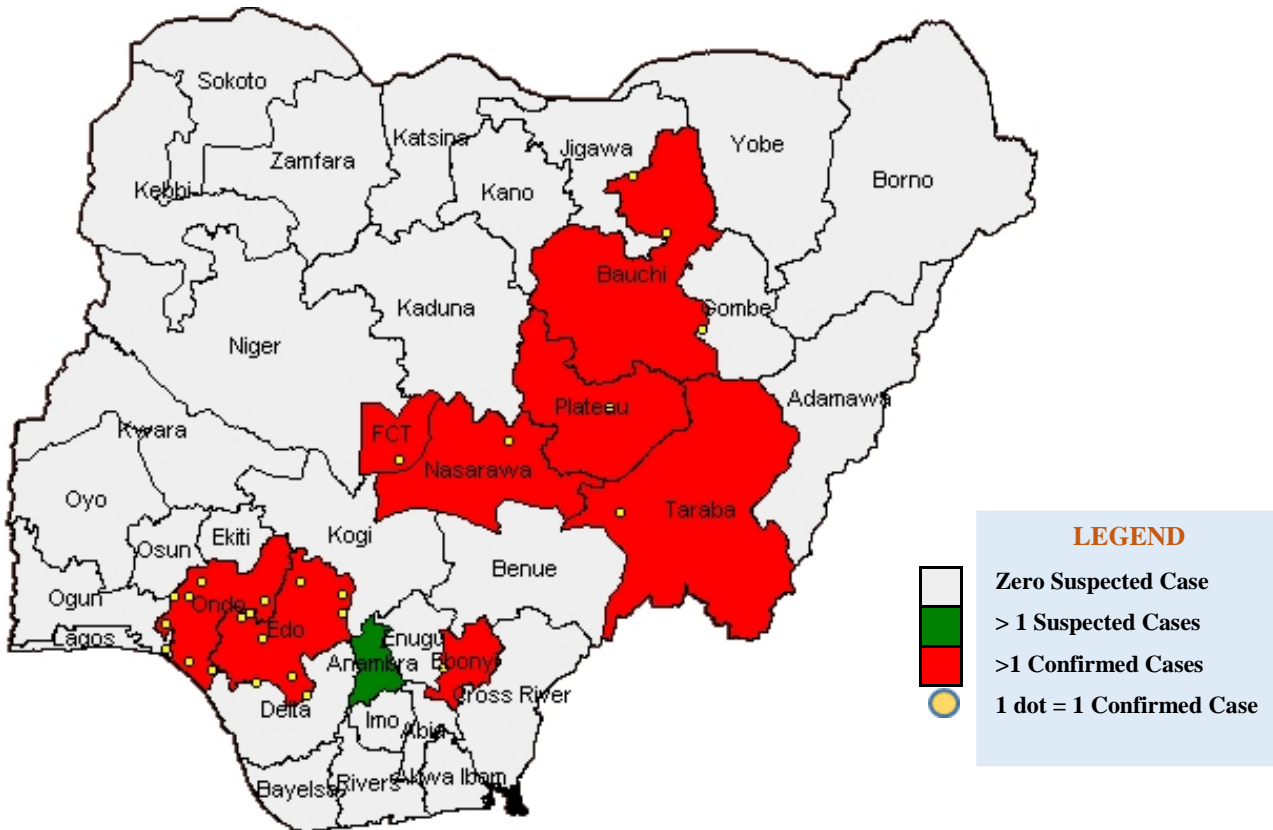 Sokoto
Katsina
Jigawa
Yobe
Zamfara
Borno
Kebbi
Kano
Bauchi
Kaduna
Gombe
Niger
Adamawa
Plateau
Kwara
FCT
Nasarawa
Oyo
Taraba
Kogi
Ekiti
Osun
Benue
Ogun
Ondo
Lagos
Edo
Enugu
Anambra
Ebonyi
Cross River
Delta
Imo
Abia
Bayelsa
Rivers
Akwa Ibom
LEGEND
Zero Suspected Case
> 1 Suspected Cases
>1 Confirmed Cases
1 dot = 1 Confirmed Case